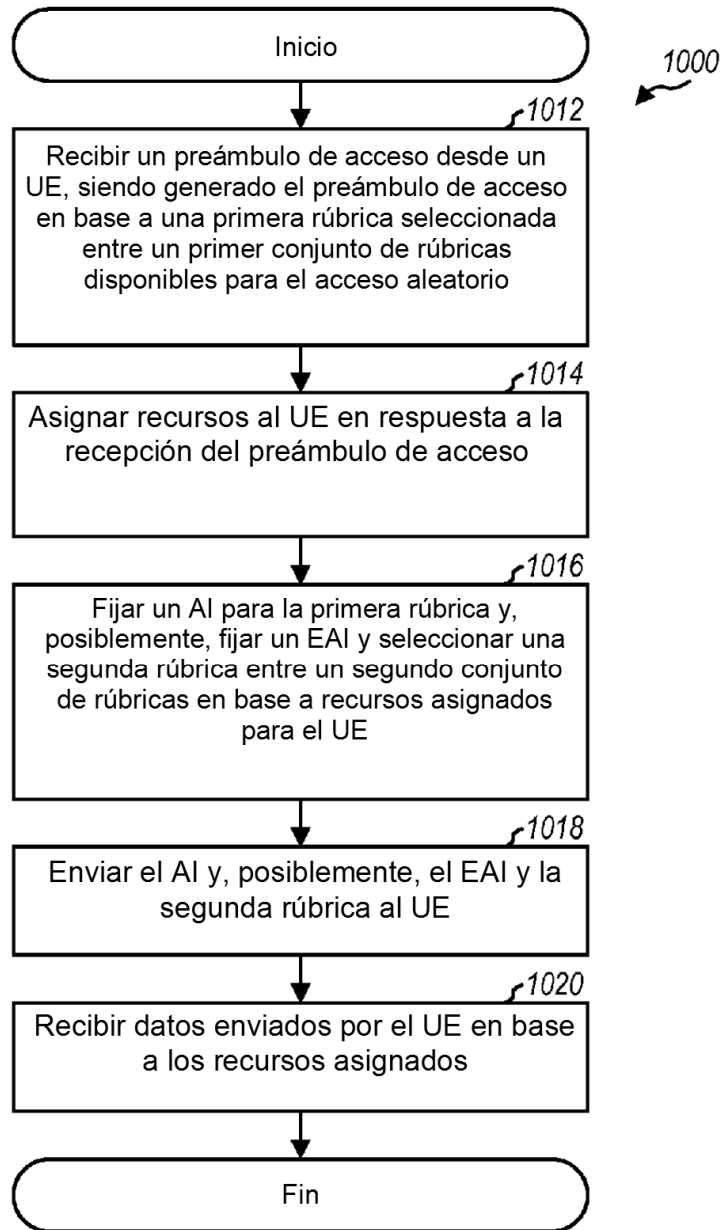 Inicio
1000
1012
Recibir un preámbulo de acceso desde un
UE, siendo generado el preámbulo de acceso
en base a una primera rúbrica seleccionada
entre un primer conjunto de rúbricas
disponibles para el acceso aleatorio
1014
Asignar recursos al UE en respuesta a la
recepción del preámbulo de acceso
1016
Fijar un AI para la primera rúbrica y,
posiblemente, fijar un EAI y seleccionar una
segunda rúbrica entre un segundo conjunto
de rúbricas en base a recursos asignados
para el UE
1018
Enviar el AI y, posiblemente, el EAI y la
segunda rúbrica al UE
1020
Recibir datos enviados por el UE en base
a los recursos asignados
Fin